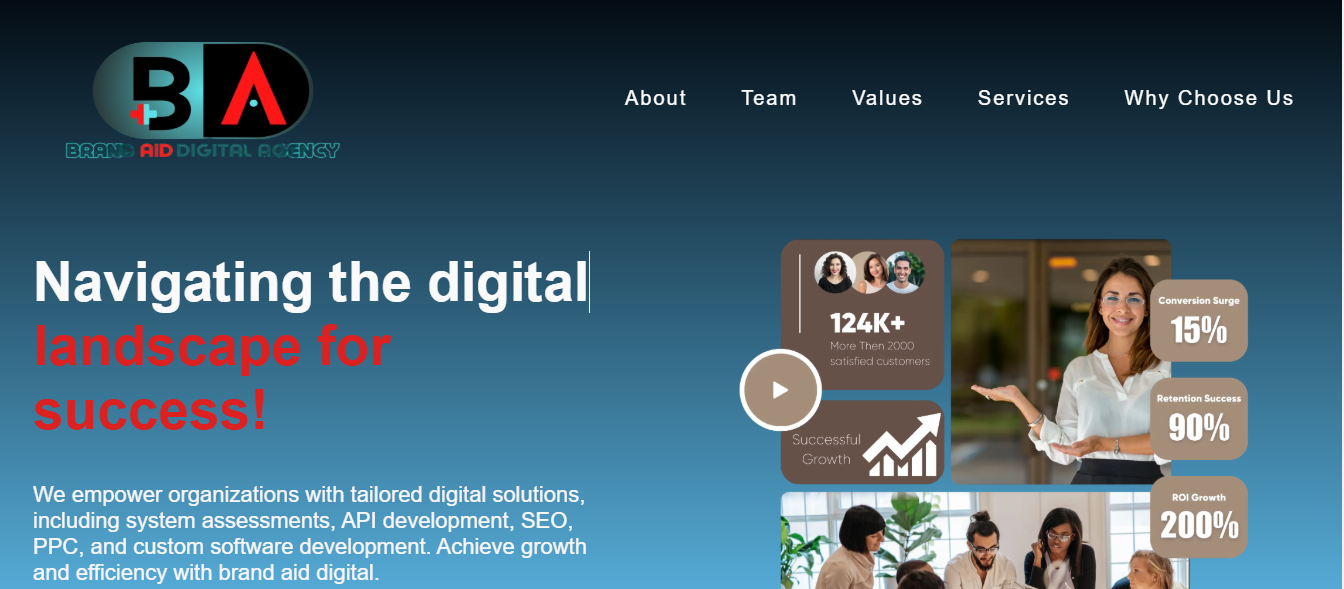 BA
BRAND AID DIGITAL AGENCY
About Team Values Services Why Choose Us
Navigating the digital
landscape for
success!
We empower organizations with tailored digital solutions,
including system assessments, API development, SEO,
PPC, and custom software development. Achieve growth
and efficiency with brand aid digital.
124K+
More Then 2000
satisfied customers
Successful
Growth
Conversion Surge
15%
Retention Success
90%
ROI Growth
200%